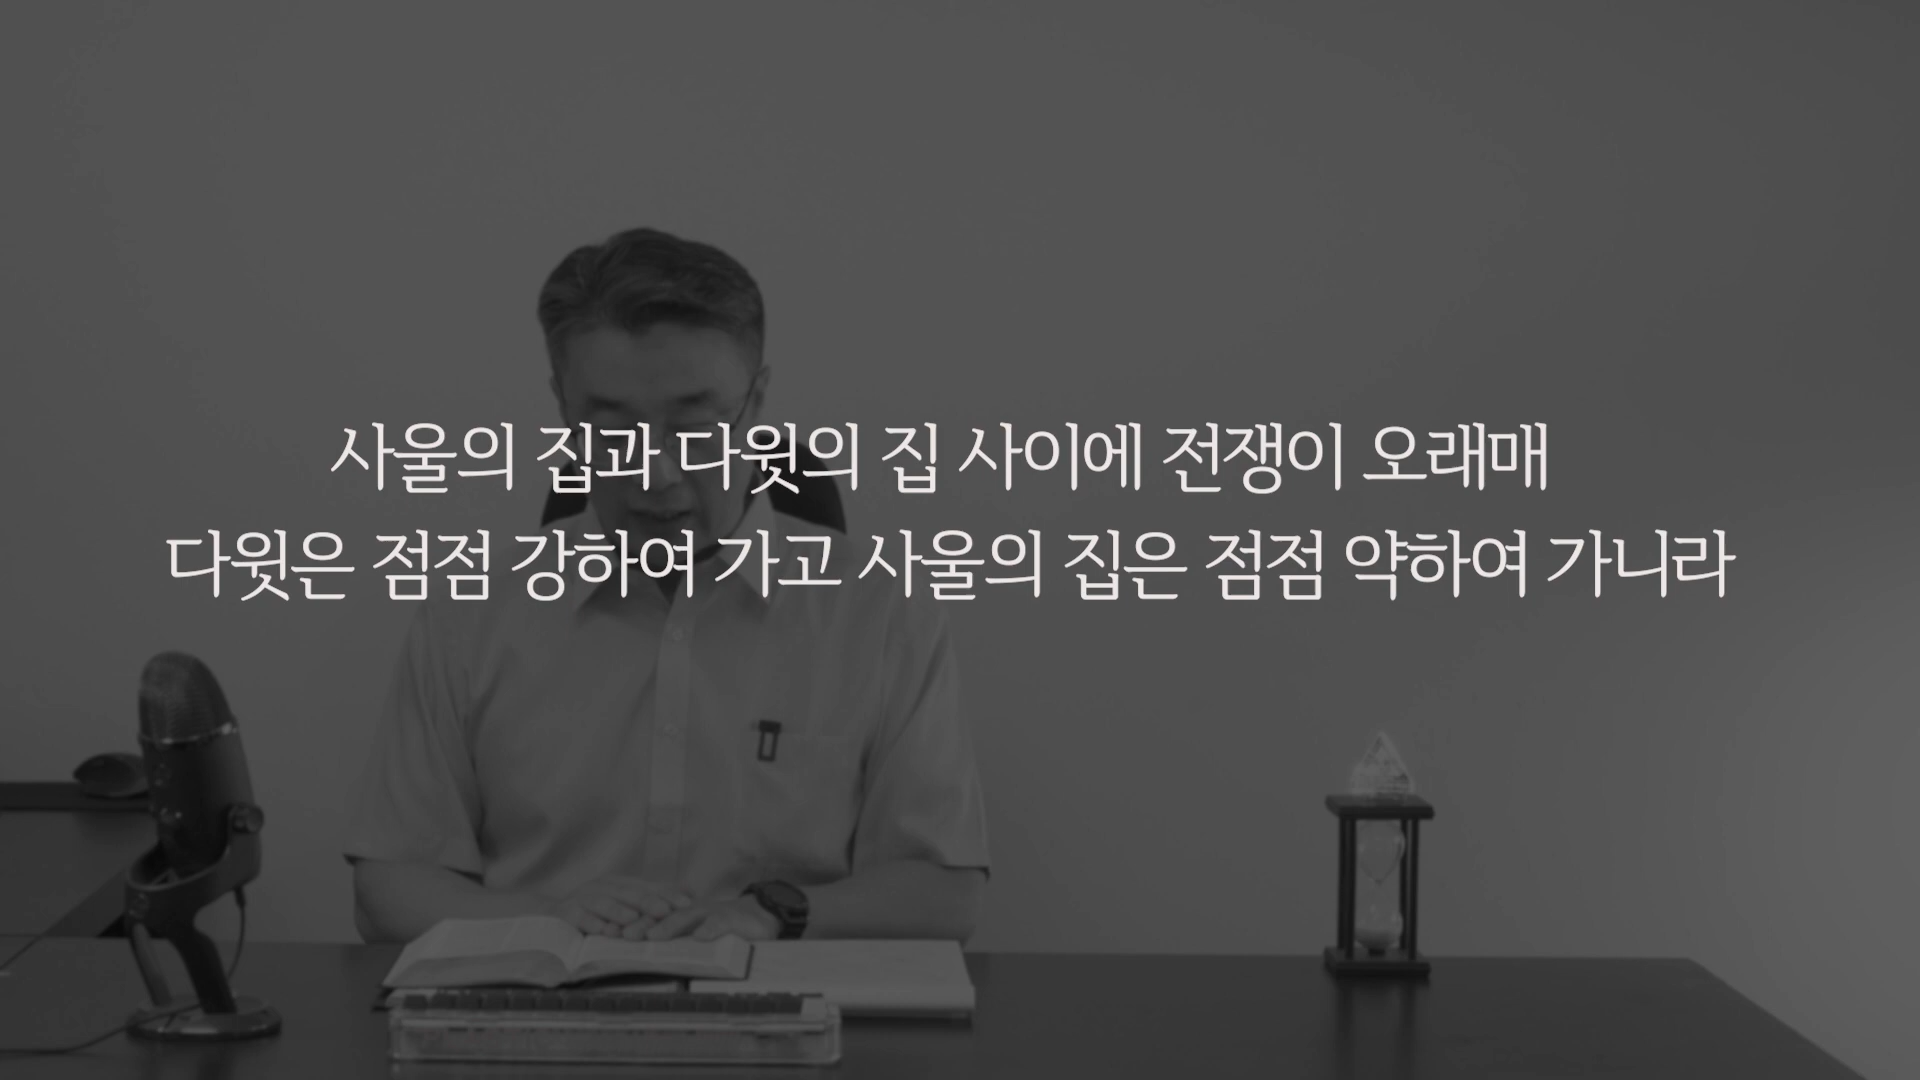 사울의 집과 다윗의 집 사이에 전쟁이 오래매
다윗은 점점 강하여 가고 사울의 집은 점점 약하여 가니라